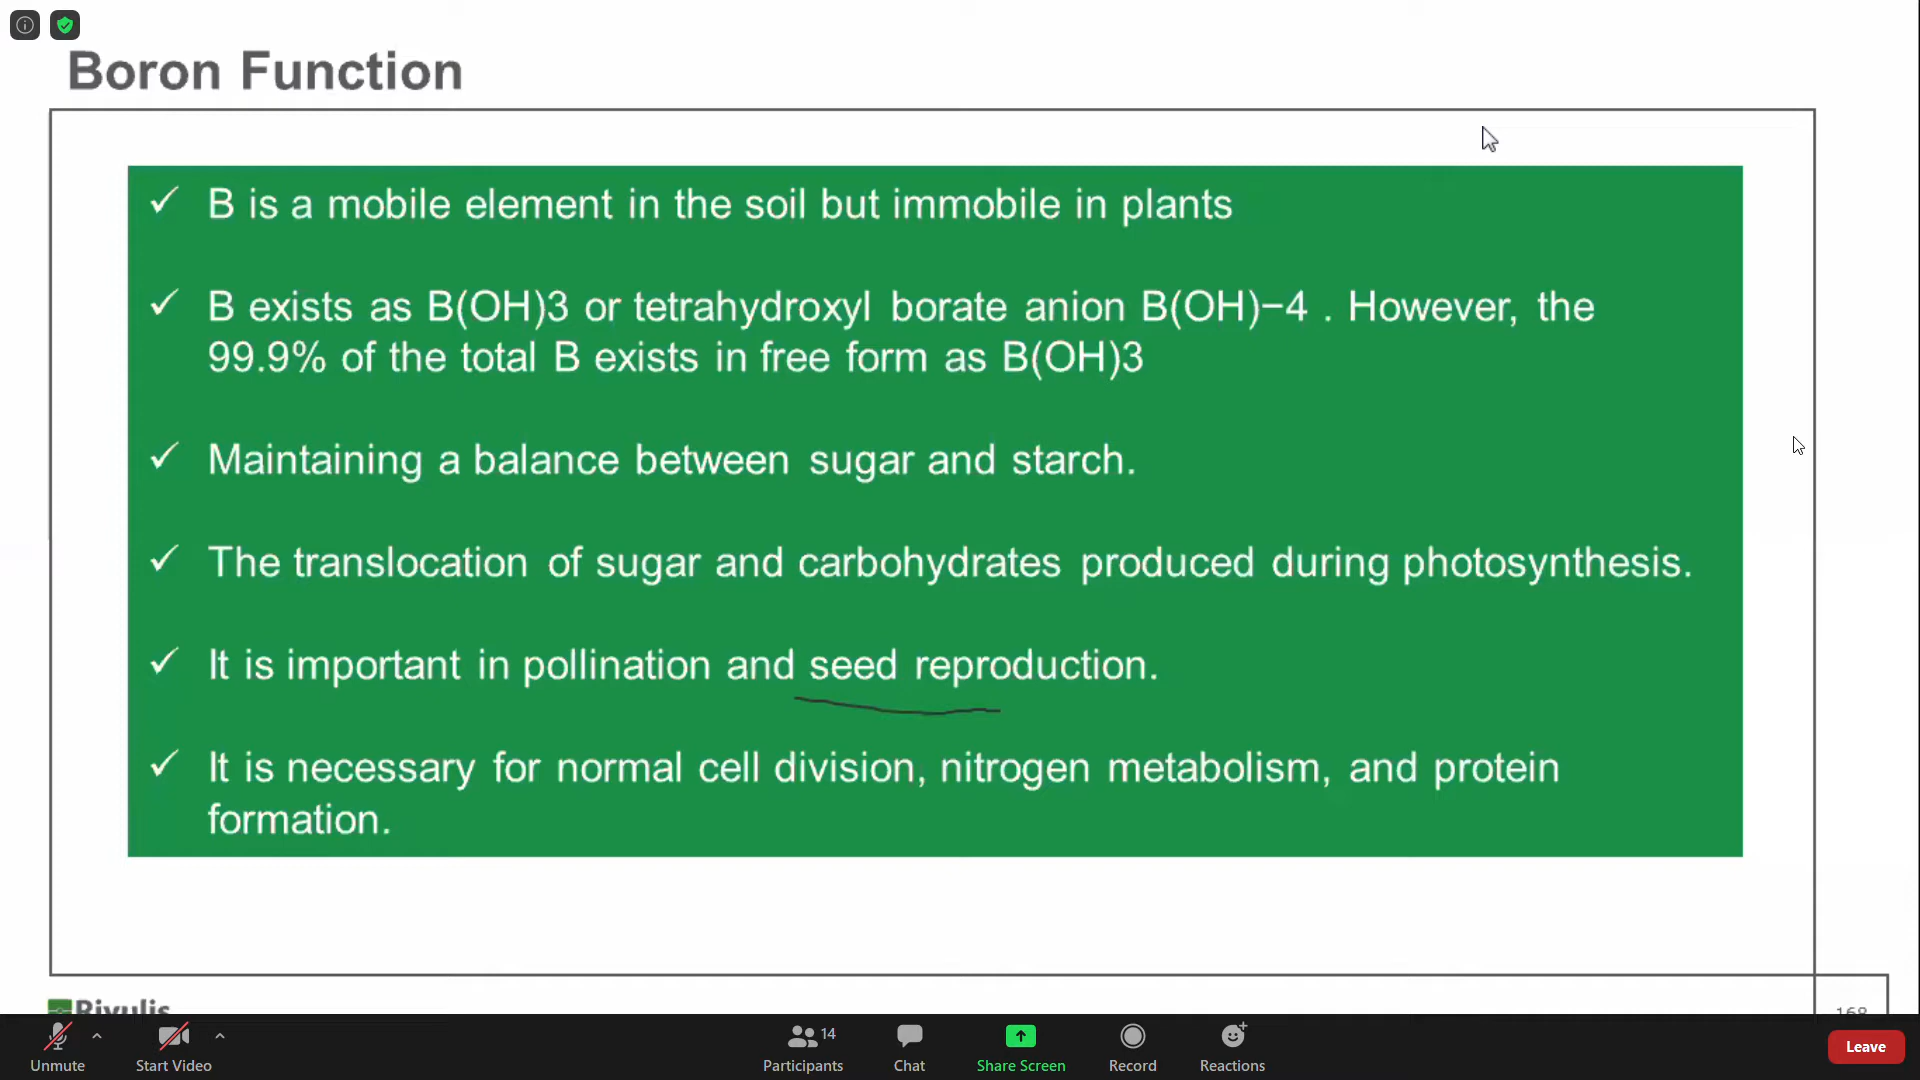 Boron Function
✓ B is a mobile element in the soil but immobile in plants
✓ B exists as B(OH)3 or tetrahydroxyl borate anion B(OH)−4 . However, the
99.9% of the total B exists in free form as B(OH)3
✓ Maintaining a balance between sugar and starch.
✓ The translocation of sugar and carbohydrates produced during photosynthesis.
✓ It is important in pollination and seed reproduction.
✓ It is necessary for normal cell division, nitrogen metabolism, and protein
formation.
Rivulis
168
Unmute
Start Video
14
Participants
Chat
Share Screen
Record
Reactions
Leave